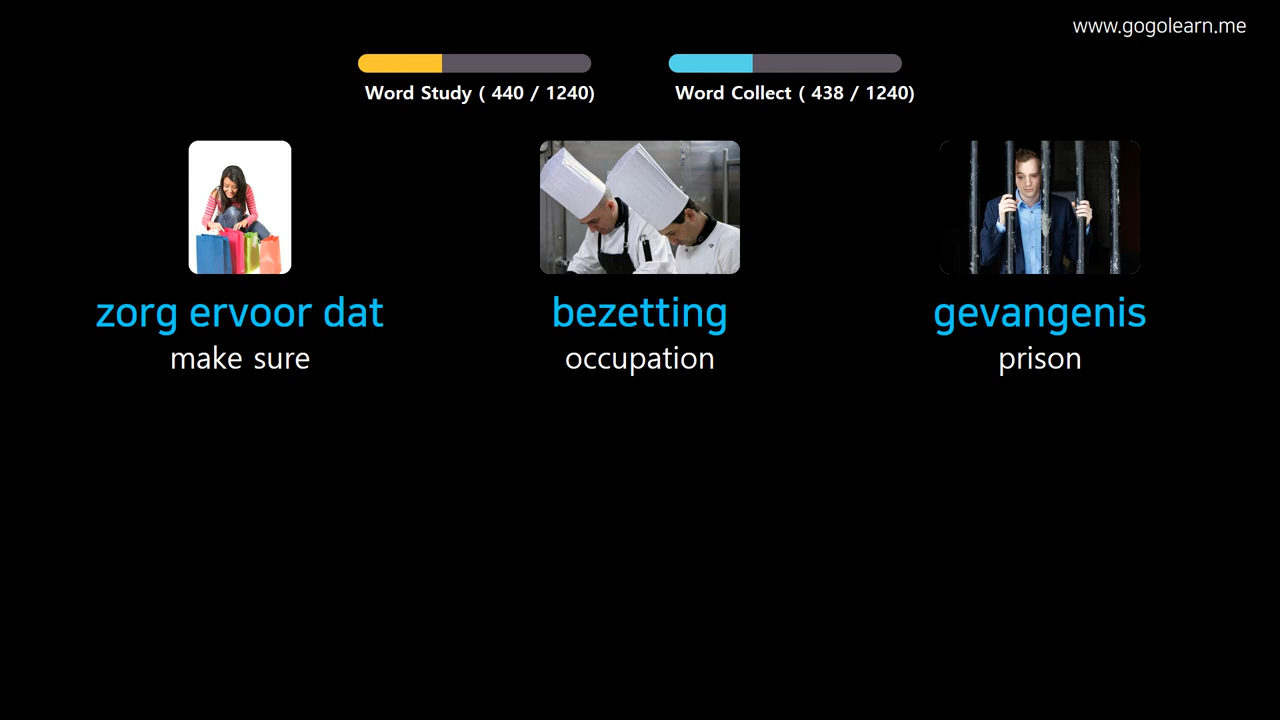 www.gogolearn.me
Word Study ( 440 / 1240)
Word Collect ( 438 / 1240)
zorg ervoor dat
make sure
bezetting
occupation
gevangenis
prison